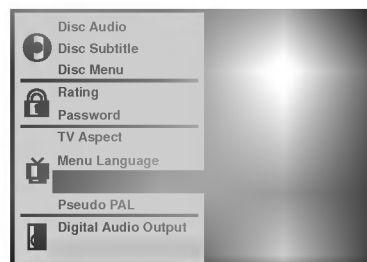 Disc Audio
Disc Subtitle
Disc Menu
Rating
Password
TV Aspect
Menu Language
Pseudo PAL
Digital Audio Output